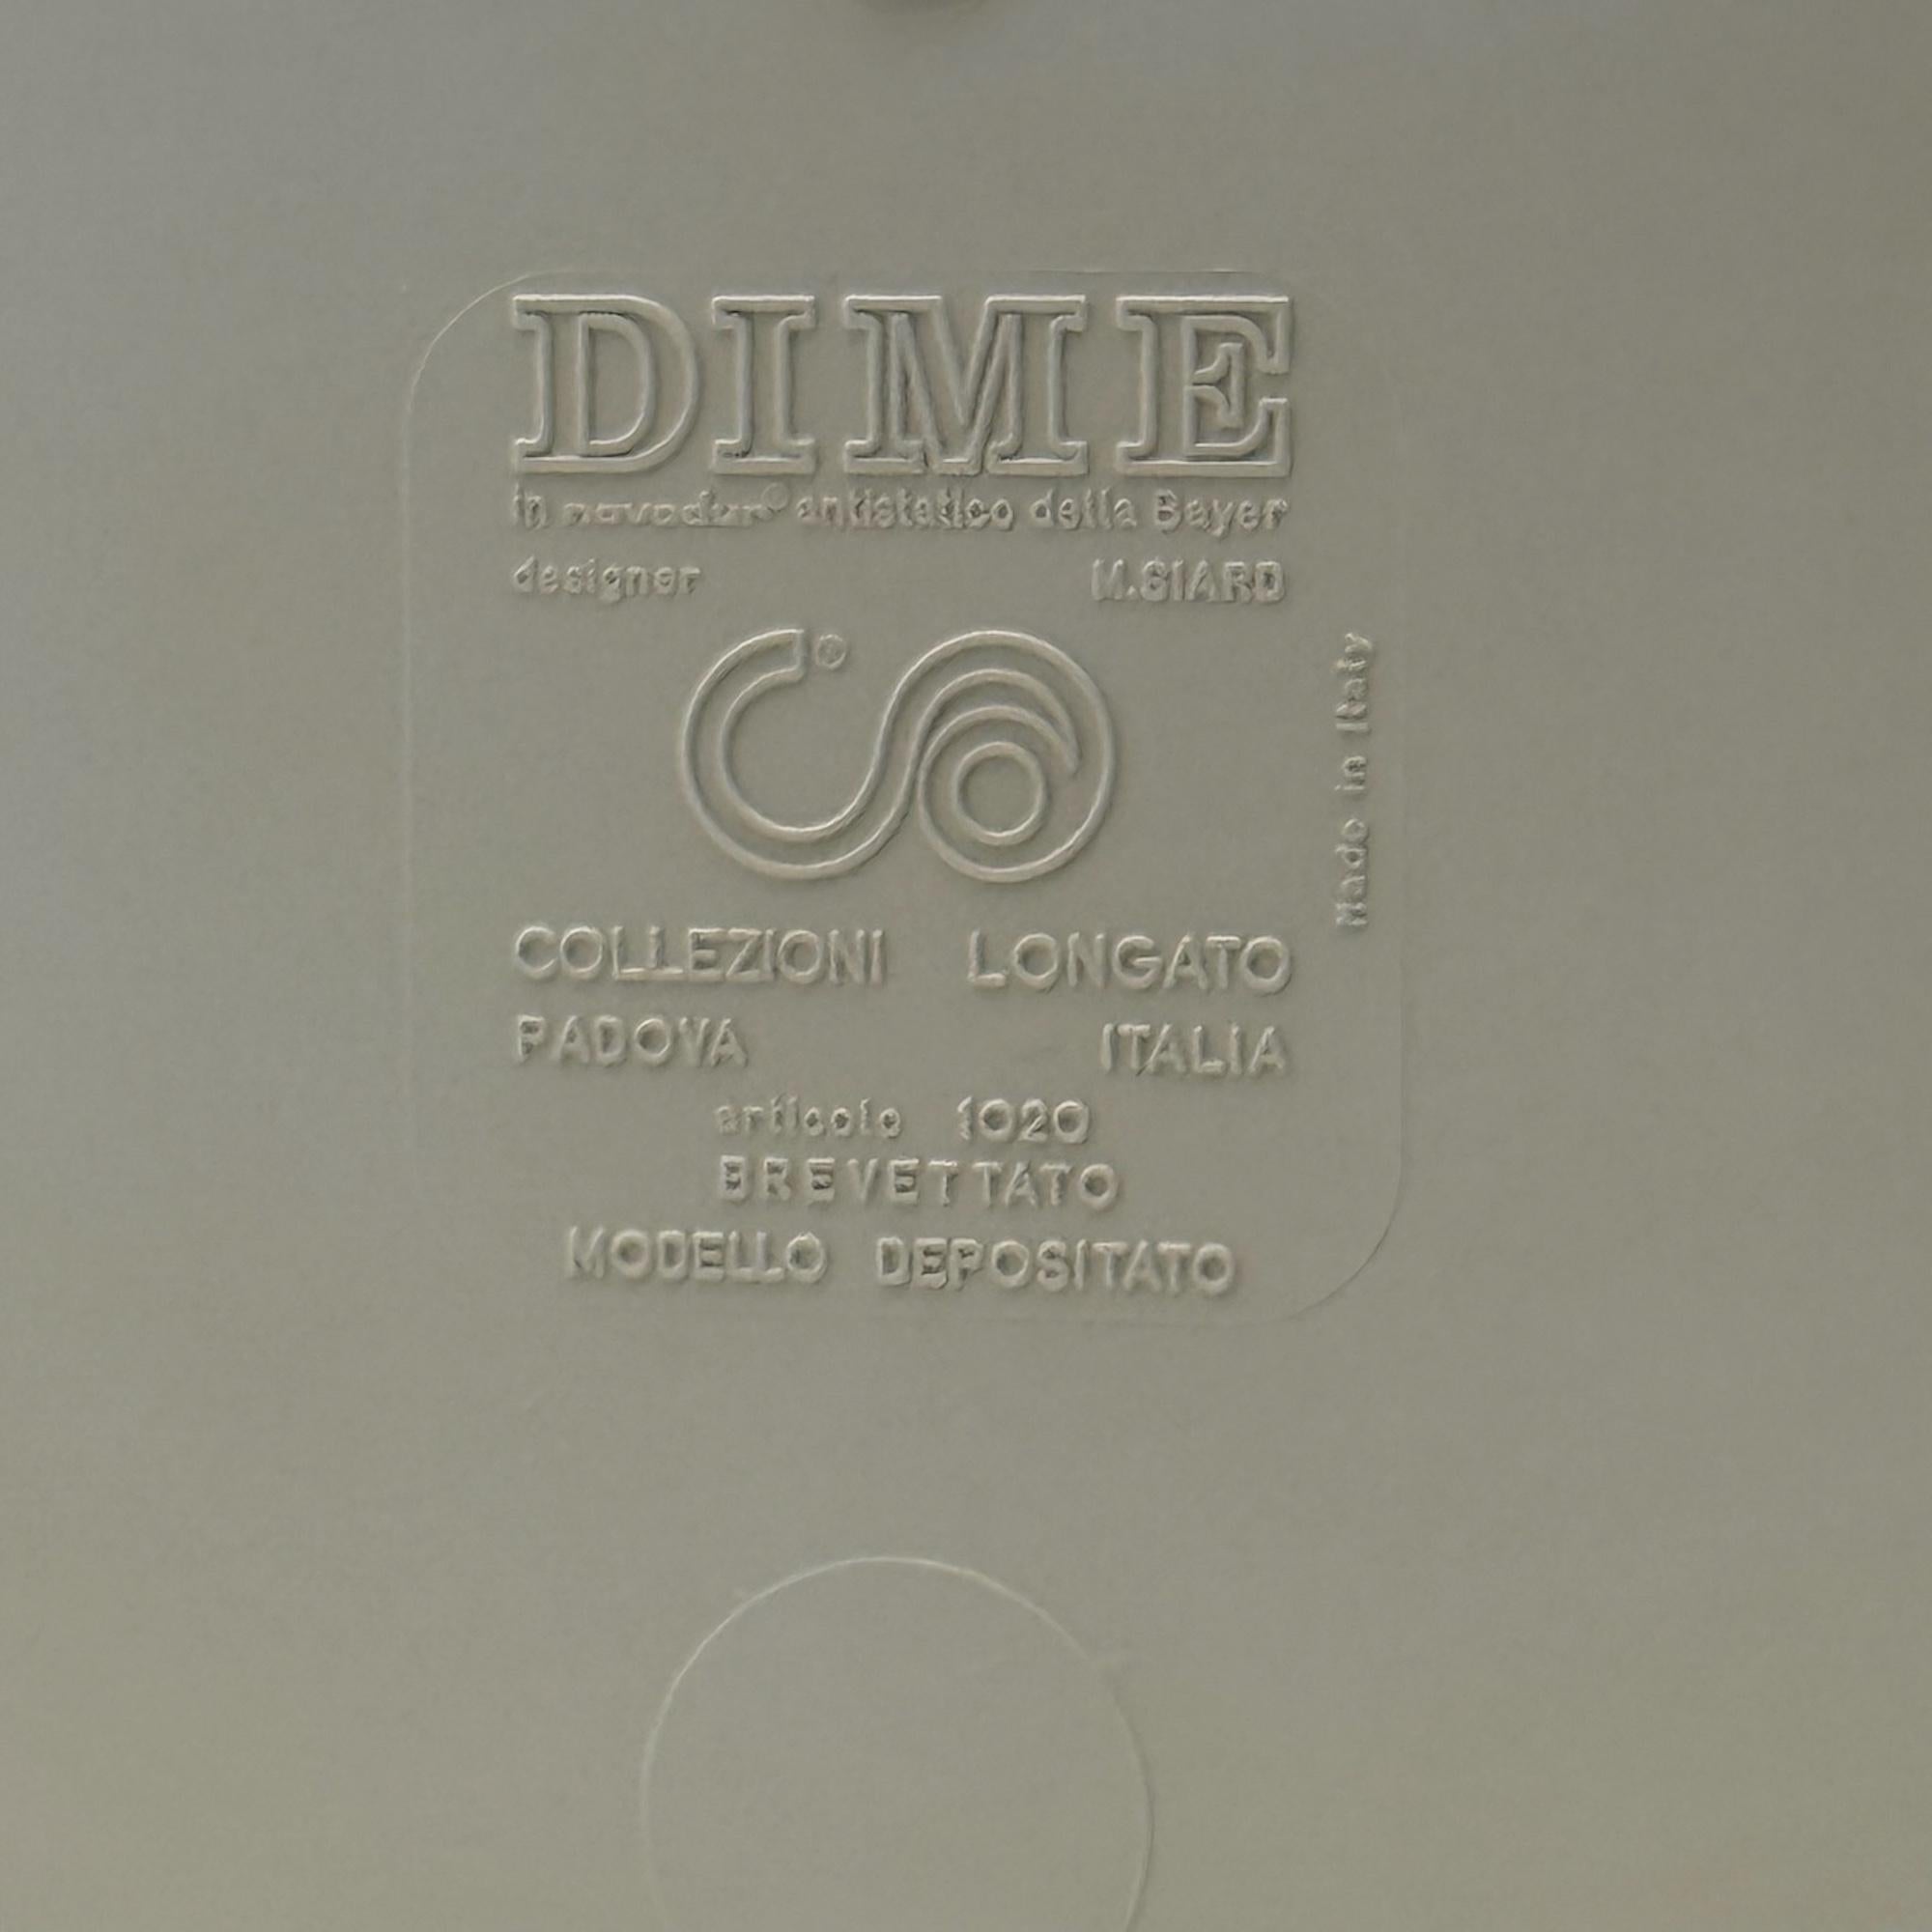 DIME
in novodur® antistatico della Bayer
designer M.SIARD
®
COLLEZIONI LONGATO
PADOVA ITALIA
articolo 1020
BREVETTATO
MODELLO DEPOSITATO
Made in Italy